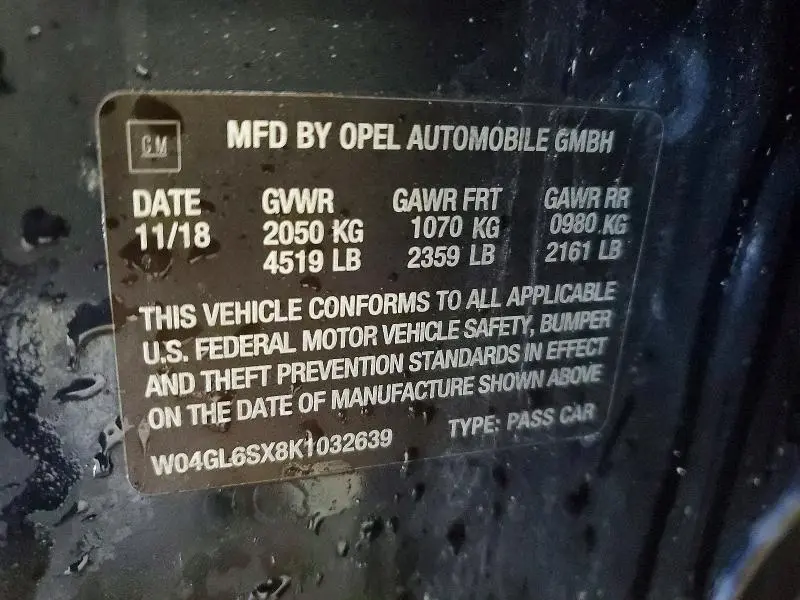 GM
MFD BY OPEL AUTOMOBILE GMBH
DATE GVWR GAWR FRT GAWR RR
11/18 2050 KG 1070 KG 0980 KG
4519 LB 2359 LB 2161 LB
THIS VEHICLE CONFORMS TO ALL APPLICABLE
U.S. FEDERAL MOTOR VEHICLE SAFETY, BUMPER
AND THEFT PREVENTION STANDARDS IN EFFECT
ON THE DATE OF MANUFACTURE SHOWN ABOVE
W04GL6SX8K1032639 TYPE: PASS CAR